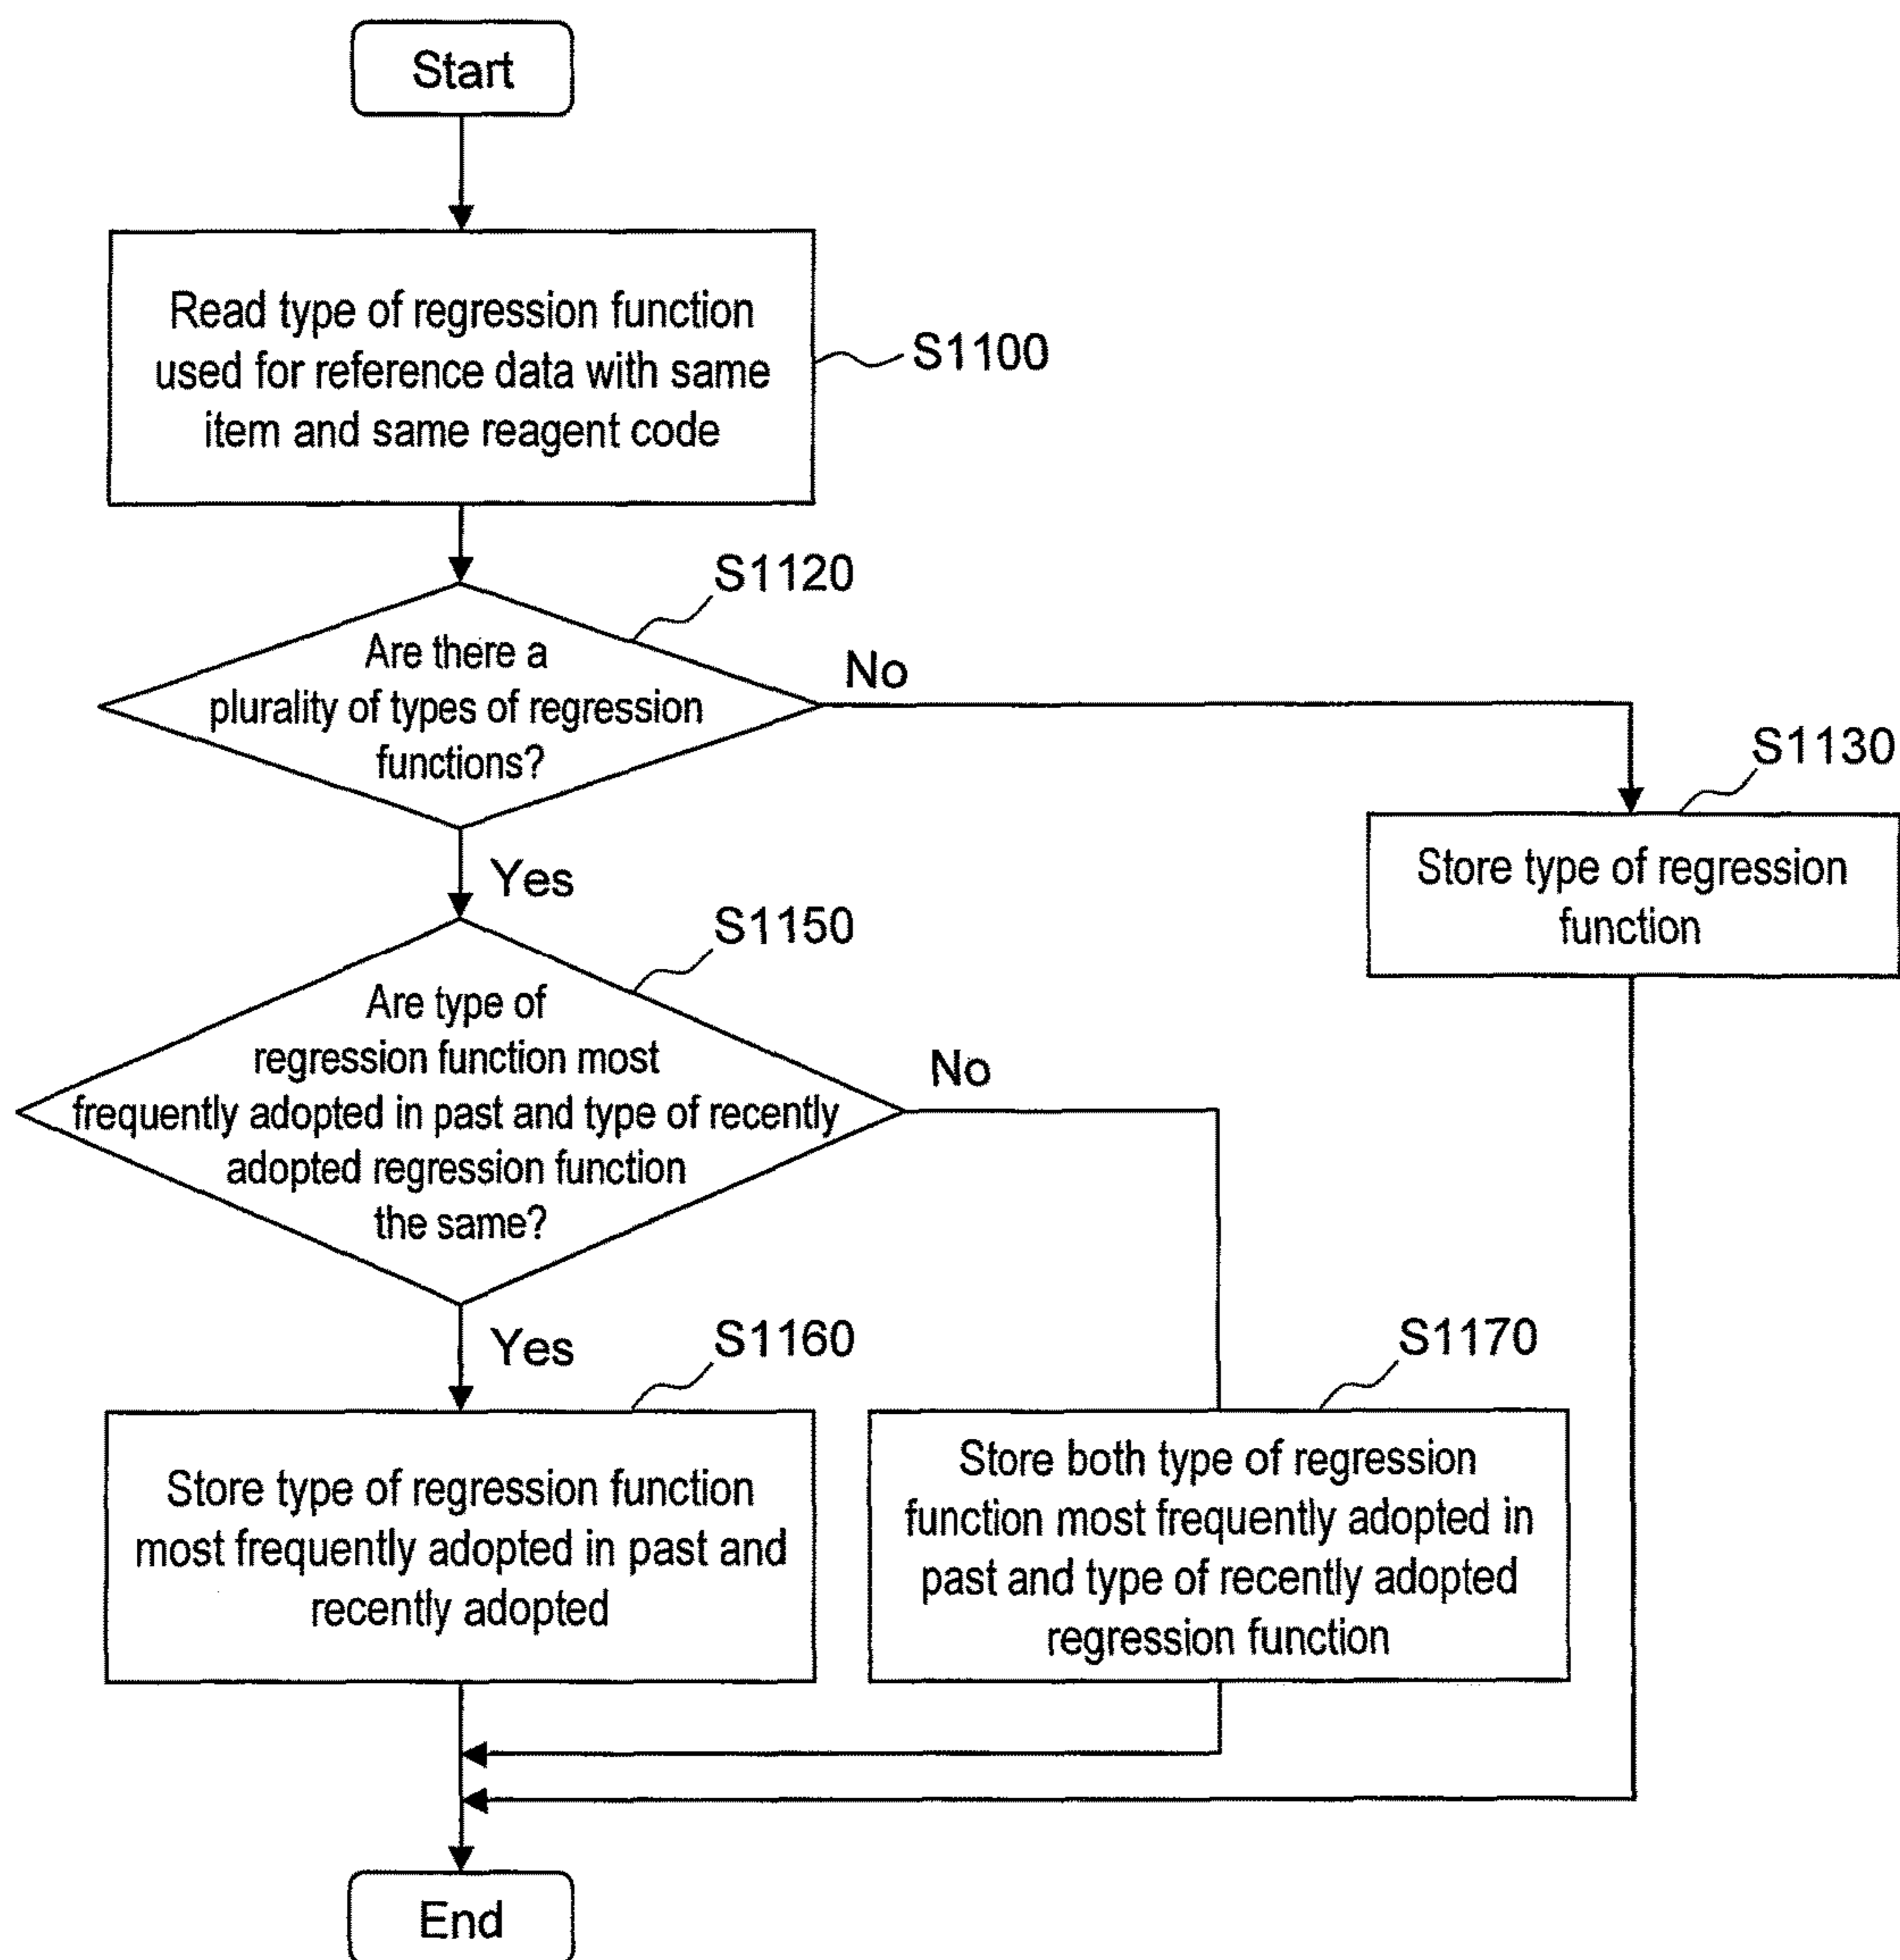 Start
Read type of regression function
used for reference data with same
item and same reagent code
S1100
S1120
Are there a
plurality of types of regression
functions?
No
Yes
S1130
Store type of regression
function
S1150
Are type of
regression function most
frequently adopted in past and type of recently
adopted regression function
the same?
No
Yes
S1160
Store type of regression function
most frequently adopted in past and
recently adopted
S1170
Store both type of regression
function most frequently adopted in
past and type of recently adopted
regression function
End